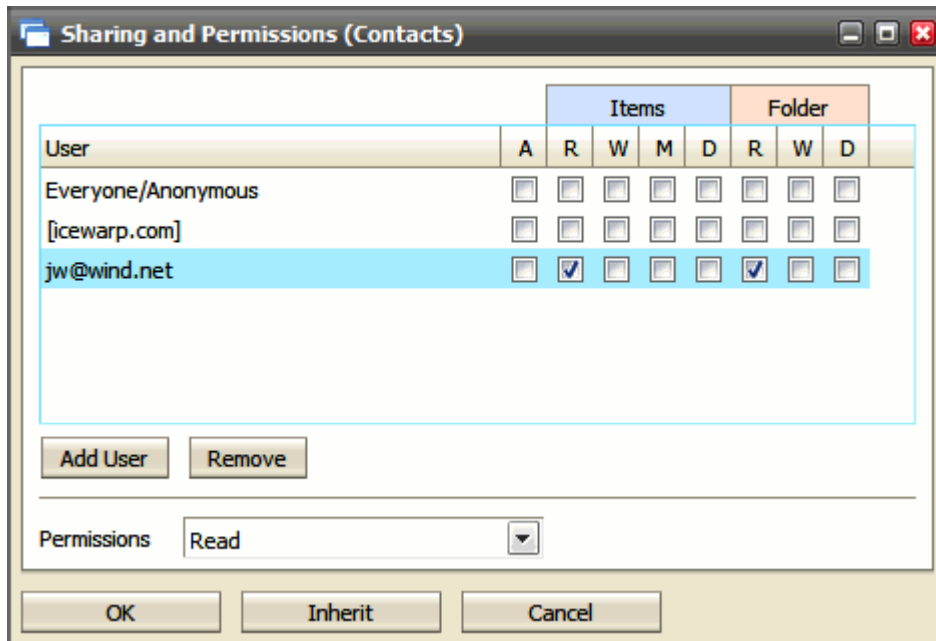 Sharing and Permissions (Contacts)
Items Folder
User A R W M D R W D
Everyone/Anonymous
[icewarp.com]
jw@wind.net
Add User Remove
Permissions Read
OK Inherit Cancel